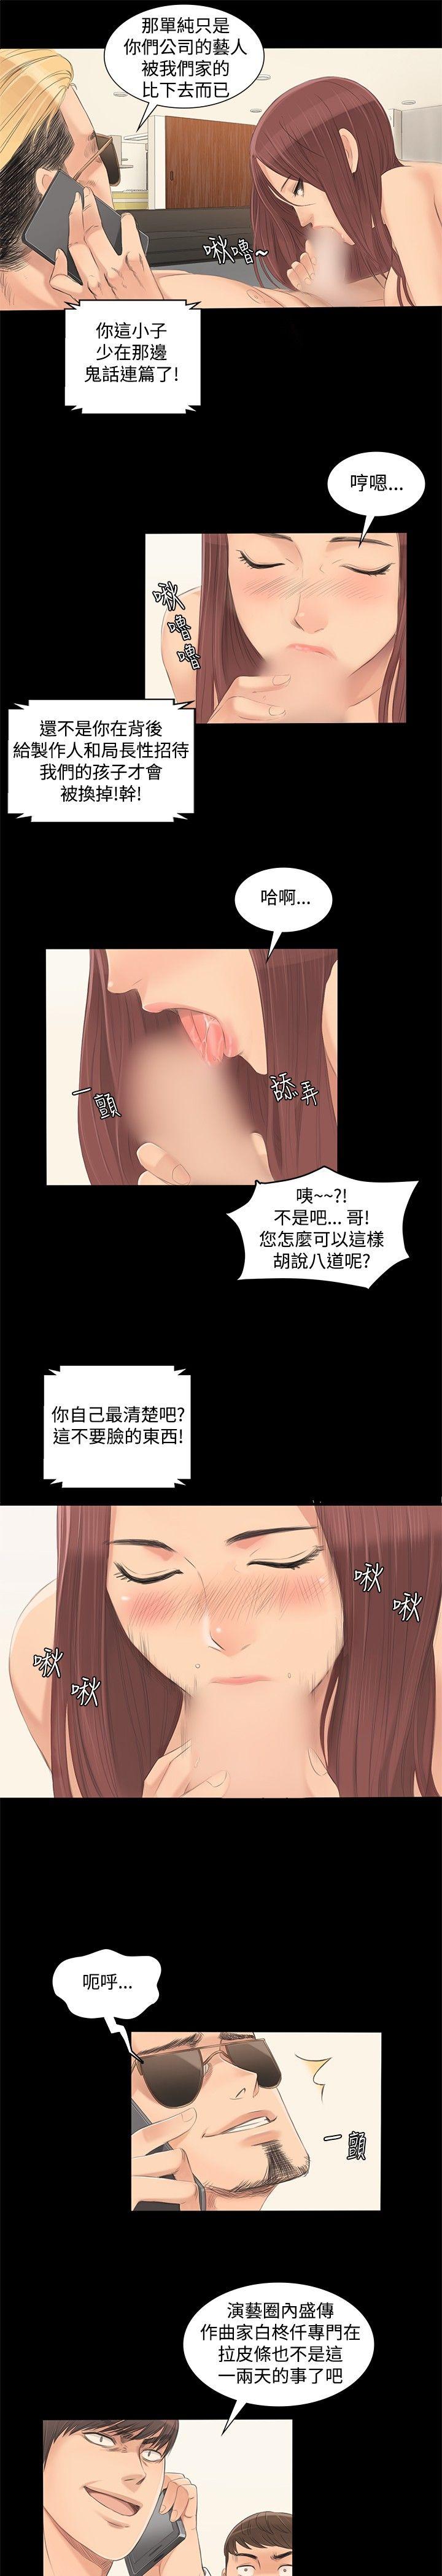 那單純只是
你們公司的藝人
被我們家的
比下去而已
啾嚕~
你這小子
少在那邊
鬼話連篇了!
哼嗯...
啾
嚕
嚕
還不是你在背後
給製作人和局長性招待
我們的孩子才會
被換掉!幹!
哈啊...
一顫
舔弄
咦~~?!
不是吧... 哥!
您怎麼可以這樣
胡說八道呢?
你自己最清楚吧?
這不要臉的東西!
啾
啾
啾
啾
呃呼...
一顫
演藝圈內盛傳
作曲家白柊仟專門在
拉皮條也不是這
一兩天的事了吧